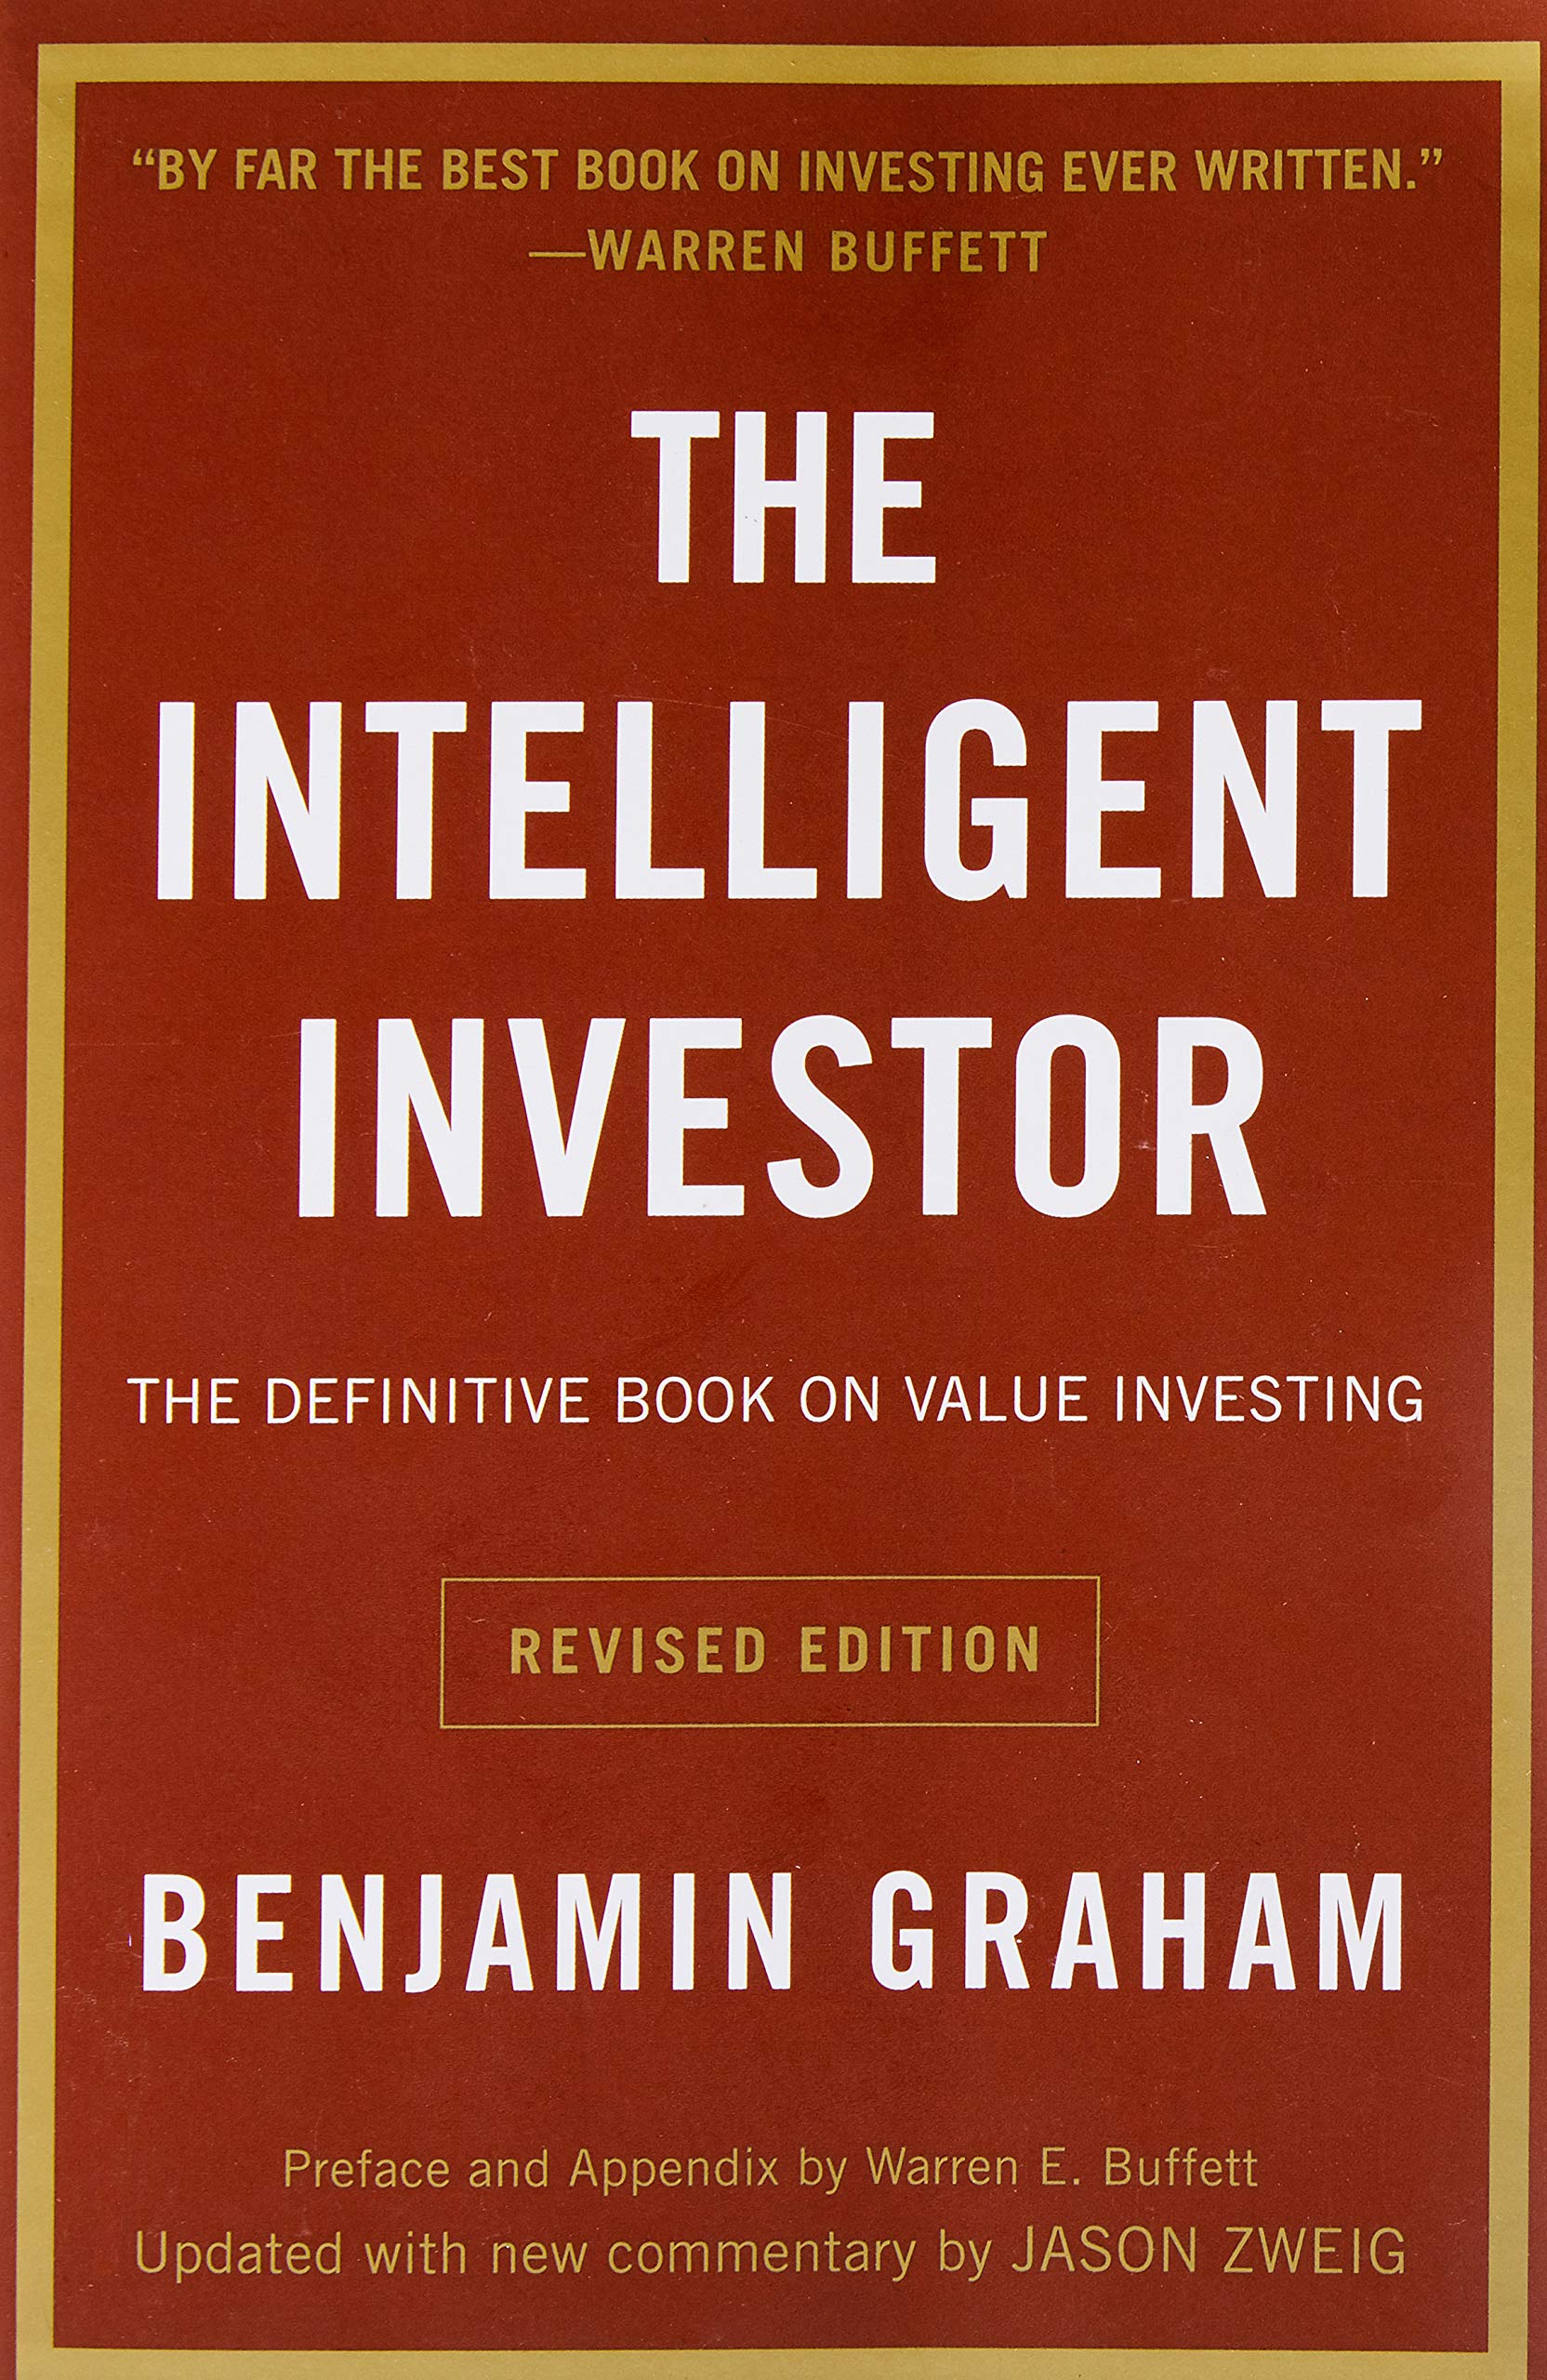 “BY FAR THE BEST BOOK ON INVESTING EVER WRITTEN.”
—WARREN BUFFETT
THE
INTELLIGENT
INVESTOR
THE DEFINITIVE BOOK ON VALUE INVESTING
REVISED EDITION
BENJAMIN GRAHAM
Preface and Appendix by Warren E. Buffett
Updated with new commentary by JASON ZWEIG